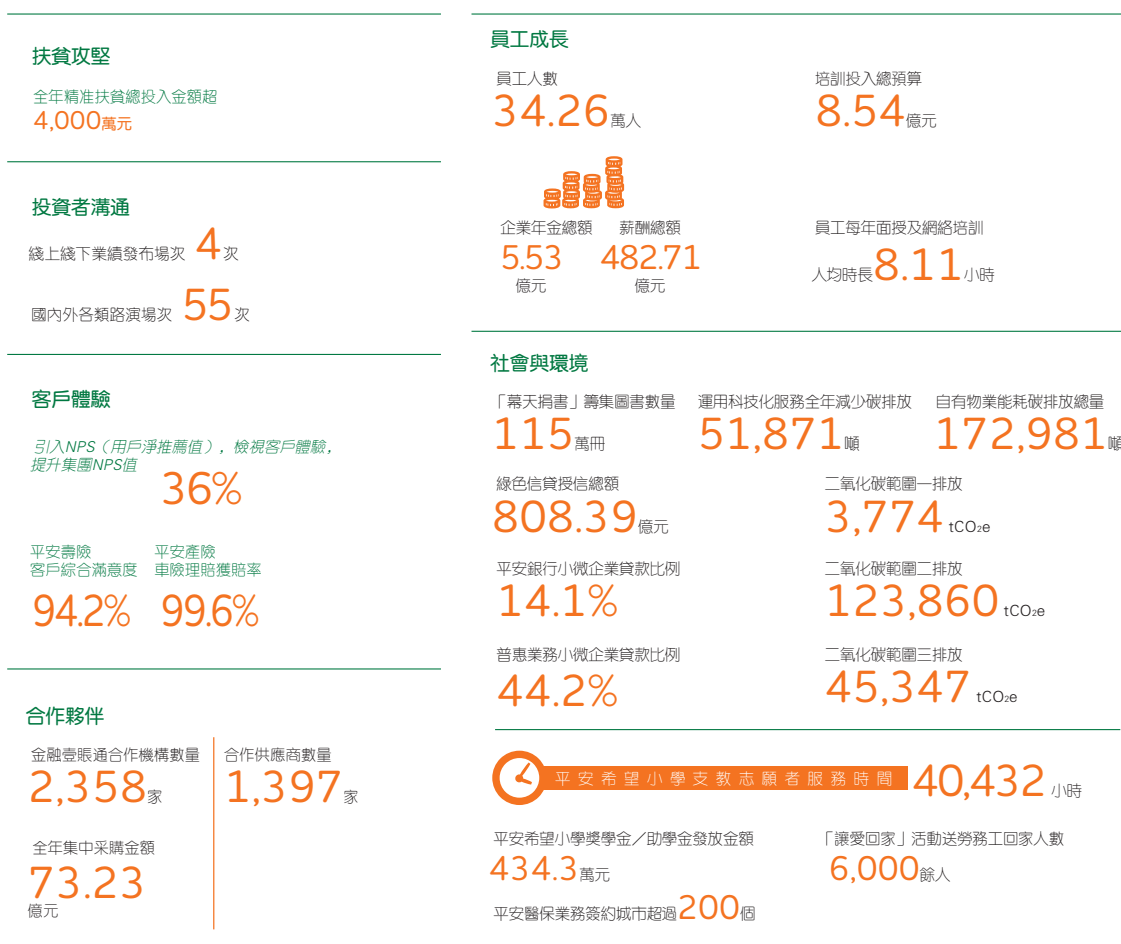 扶貧攻堅
全年精准扶貧總投入金額超
4,000萬元
投資者溝通
綫上綫下業績發布場次 4次
國內外各類路演場次 55次
客戶體驗
引入NPS（用戶淨推薦值），檢視客戶體驗，
提升集團NPS值
36%
平安壽險
客戶綜合滿意度
94.2%
平安產險
車險理賠獲賠率
99.6%
合作夥伴
金融壹賬通合作機構數量
2,358家
合作供應商數量
1,397家
全年集中采購金額
73.23
億元
員工成長
員工人數
34.26萬人
培訓投入總預算
8.54億元
企業年金總額
5.53
億元
薪酬總額
482.71
億元
員工每年面授及網絡培訓
人均時長8.11小時
社會與環境
「幕天捐書」籌集圖書數量
115萬冊
運用科技化服務全年減少碳排放
51,871噸
自有物業能耗碳排放總量
172,981噸
綠色信貸授信總額
808.39億元
二氧化碳範圍一排放
3,774 tCO₂e
平安銀行小微企業貸款比例
14.1%
二氧化碳範圍二排放
123,860 tCO₂e
普惠業務小微企業貸款比例
44.2%
二氧化碳範圍三排放
45,347 tCO₂e
平安希望小學支教志願者服務時間 40,432 小時
平安希望小學獎學金／助學金發放金額
434.3萬元
「讓愛回家」活動送勞務工回家人數
6,000餘人
平安醫保業務簽約城市超過200個